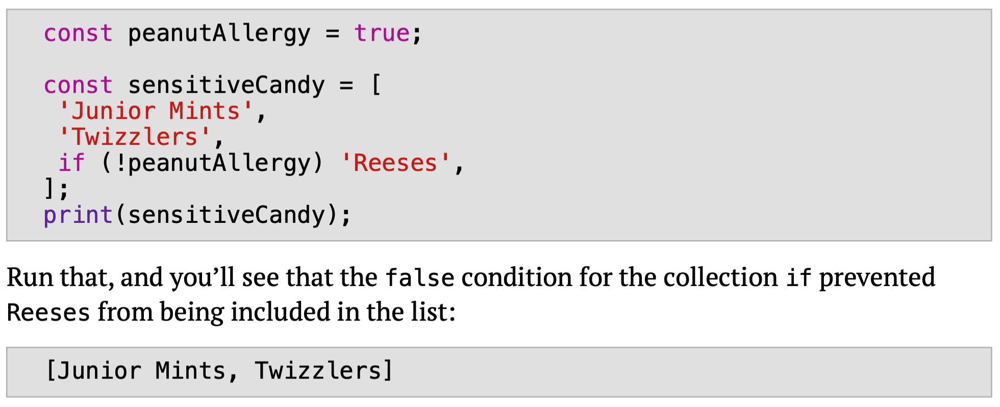 const peanutAllergy = true;
const sensitiveCandy = [
'Junior Mints',
'Twizzlers',
if (!peanutAllergy) 'Reeses',
];
print(sensitiveCandy);
Run that, and you’ll see that the false condition for the collection if prevented
Reeses from being included in the list:
[Junior Mints, Twizzlers]